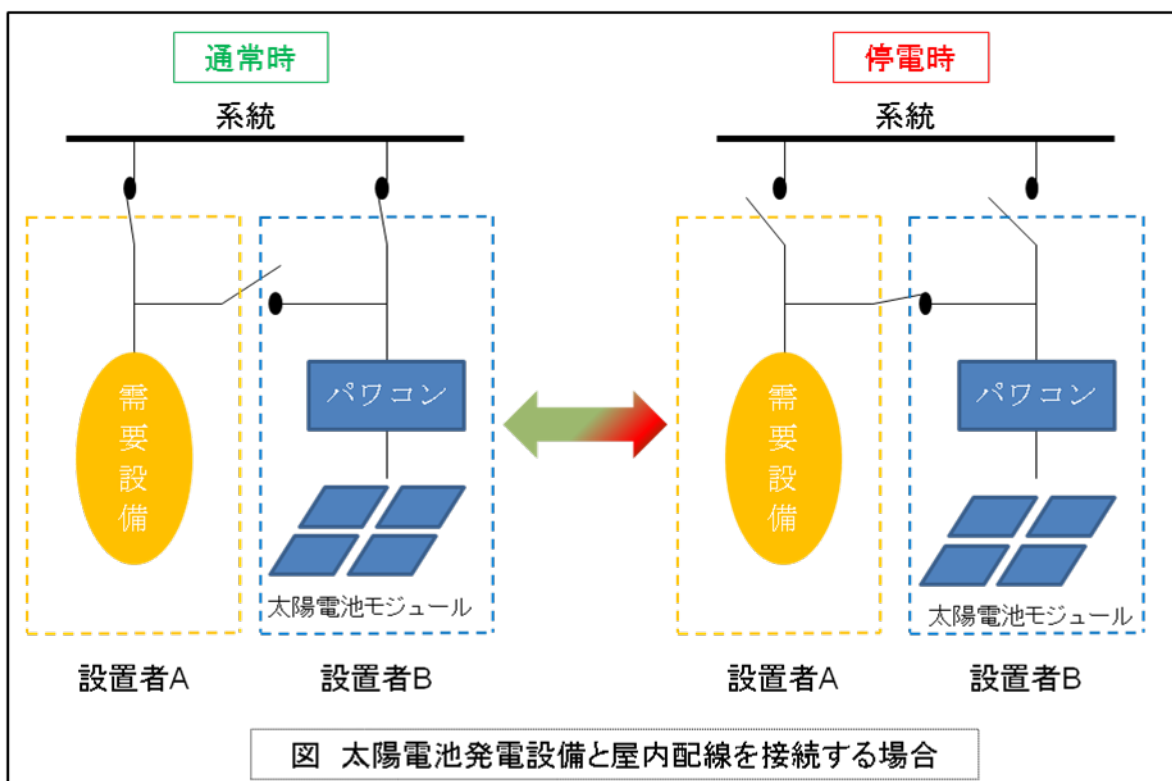 通常時
系統
需要設備
パワコン
太陽電池モジュール
設置者A
設置者B
停電時
系統
需要設備
パワコン
太陽電池モジュール
設置者A
設置者B
図 太陽電池発電設備と屋内配線を接続する場合